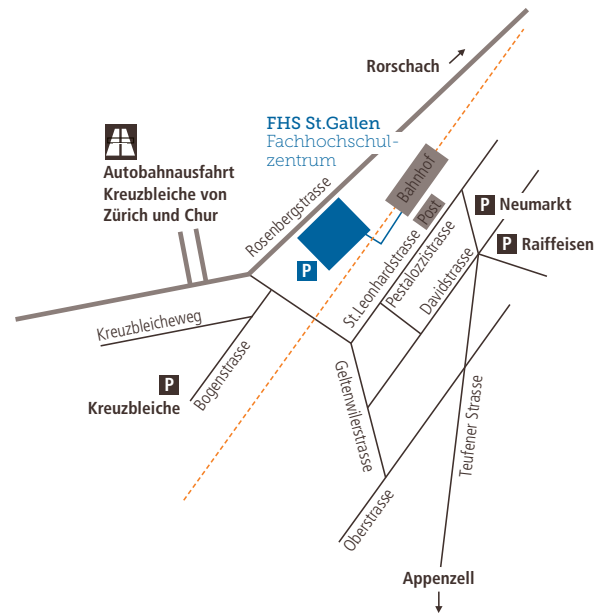 Rorschach
FHS St.Gallen
Fachhochschul-
zentrum
Autobahnausfahrt
Kreuzbleiche von
Zürich und Chur
Rosenbergstrasse
Bahnhof
Post
P Neumarkt
P Raiffeisen
P
St.Leonhardstrasse
Pestalozzistrasse
Davidstrasse
Kreuzbleicheweg
Bogenstrasse
P
Kreuzbleiche
Geltenwilerstrasse
Teufener Strasse
Oberstrasse
Appenzell